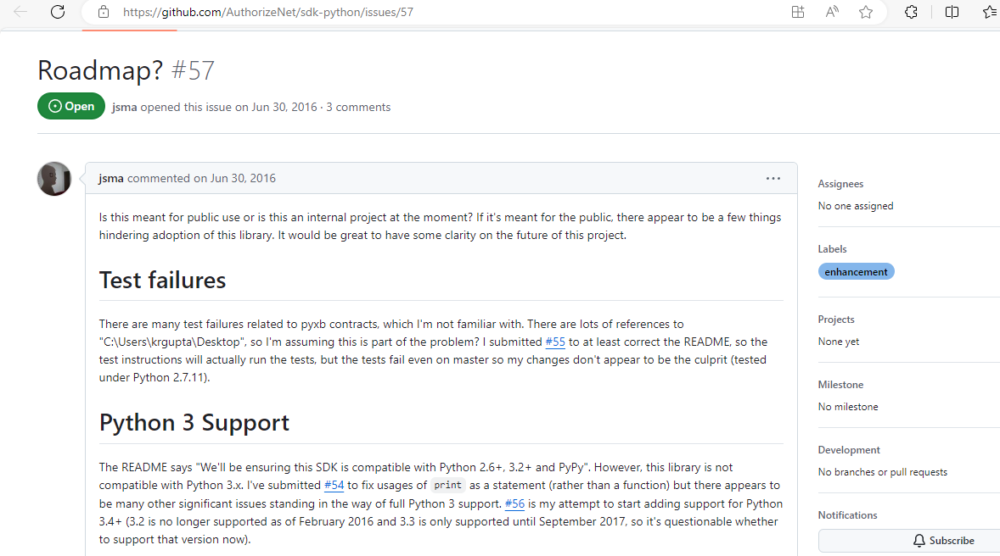 https://github.com/AuthorizeNet/sdk-python/issues/57
Roadmap? #57
Open jsma opened this issue on Jun 30, 2016 · 3 comments
jsma commented on Jun 30, 2016
Is this meant for public use or is this an internal project at the moment? If it's meant for the public, there appear to be a few things
hindering adoption of this library. It would be great to have some clarity on the future of this project.
Test failures
There are many test failures related to pyxb contracts, which I'm not familiar with. There are lots of references to
"C:\Users\krgupta\Desktop", so I'm assuming this is part of the problem? I submitted #55 to at least correct the README, so the
test instructions will actually run the tests, but the tests fail even on master so my changes don't appear to be the culprit (tested
under Python 2.7.11).
Python 3 Support
The README says "We'll be ensuring this SDK is compatible with Python 2.6+, 3.2+ and PyPy". However, this library is not
compatible with Python 3.x. I've submitted #54 to fix usages of print as a statement (rather than a function) but there appears to
be many other significant issues standing in the way of full Python 3 support. #56 is my attempt to start adding support for Python
3.4+ (3.2 is no longer supported as of February 2016 and 3.3 is only supported until September 2017, so it's questionable whether
to support that version now).
Assignees
No one assigned
Labels
enhancement
Projects
None yet
Milestone
No milestone
Development
No branches or pull requests
Notifications
Subscribe